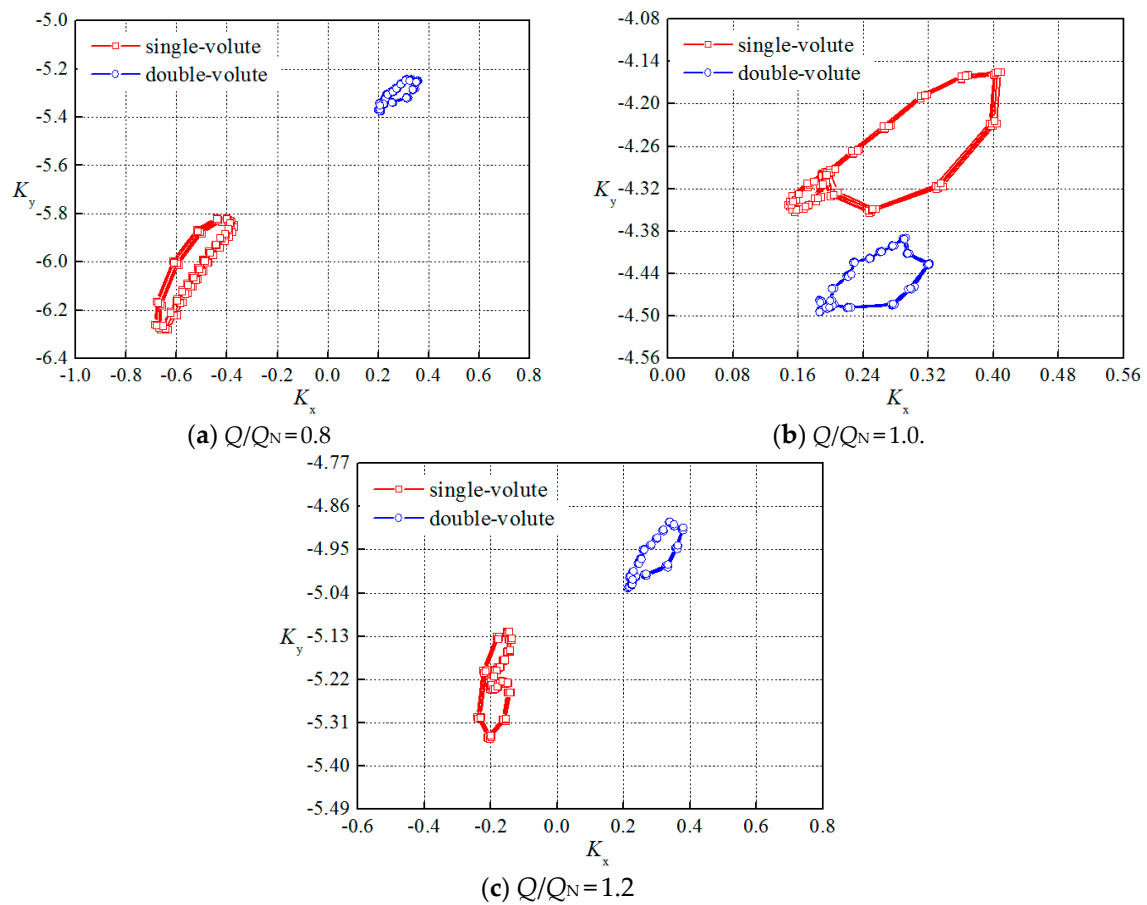 -5.0
-5.2
-5.4
-5.6
-5.8
-6.0
-6.2
-6.4
Ky
single-volute
double-volute
-1.0 -0.8 -0.6 -0.4 -0.2 0.0 0.2 0.4 0.6 0.8
Kx
(a) Q/QN=0.8
-4.08
-4.14
-4.20
-4.26
-4.32
-4.38
-4.44
-4.50
-4.56
Ky
single-volute
double-volute
0.00 0.08 0.16 0.24 0.32 0.40 0.48 0.56
Kx
(b) Q/QN=1.0.
-4.77
-4.86
-4.95
-5.04
-5.13
-5.22
-5.31
-5.40
-5.49
Ky
single-volute
double-volute
-0.6 -0.4 -0.2 0.0 0.2 0.4 0.6 0.8
Kx
(c) Q/QN=1.2